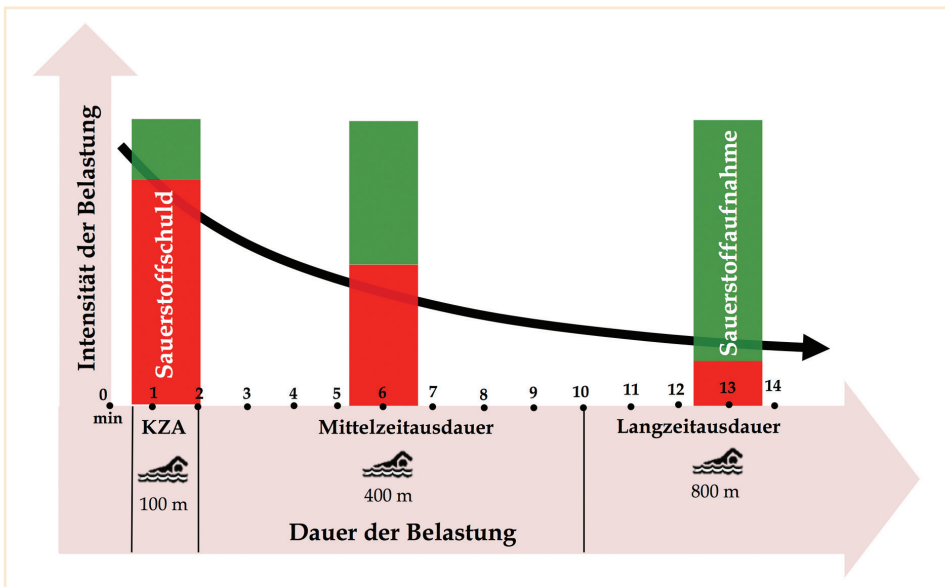 Intensität der Belastung
Sauerstoffschuld
Sauerstoffaufnahme
0 1 2 3 4 5 6 7 8 9 10 11 12 13 14
min
KZA Mittelzeitausdauer Langzeitausdauer
100 m 400 m 800 m
Dauer der Belastung